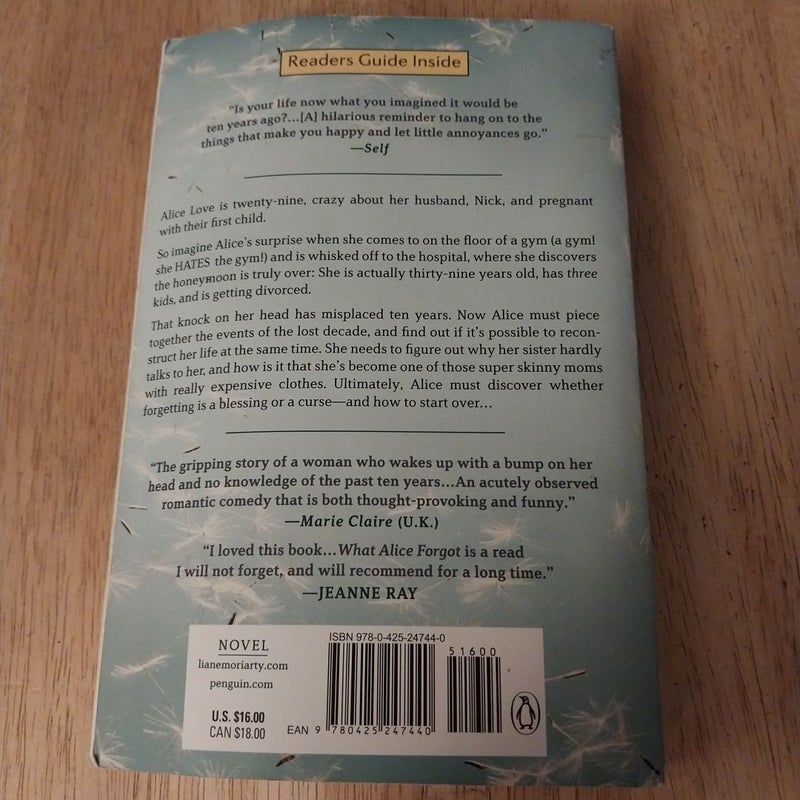 Readers Guide Inside
"Is your life now what you imagined it would be
ten years ago?...[A] hilarious reminder to hang on to the
things that make you happy and let little annoyances go."
—Self
Alice Love is twenty-nine, crazy about her husband, Nick, and pregnant
with their first child.
So imagine Alice's surprise when she comes to on the floor of a gym (a gym!
she HATES the gym!) and is whisked off to the hospital, where she discovers
the honeymoon is truly over: She is actually thirty-nine years old, has three
kids, and is getting divorced.
That knock on her head has misplaced ten years. Now Alice must piece
together the events of the lost decade, and find out if it's possible to recon-
struct her life at the same time. She needs to figure out why her sister hardly
talks to her, and how is it that she's become one of those super skinny moms
with really expensive clothes. Ultimately, Alice must discover whether
forgetting is a blessing or a curse—and how to start over...
"The gripping story of a woman who wakes up with a bump on her
head and no knowledge of the past ten years...An acutely observed
romantic comedy that is both thought-provoking and funny."
—Marie Claire (U.K.)
"I loved this book...What Alice Forgot is a read
I will not forget, and will recommend for a long time."
—JEANNE RAY
NOVEL
lianemoriarty.com
penguin.com
U.S. $16.00
CAN $18.00
ISBN 978-0-425-24744-0
51600
EAN 9 780425 247440